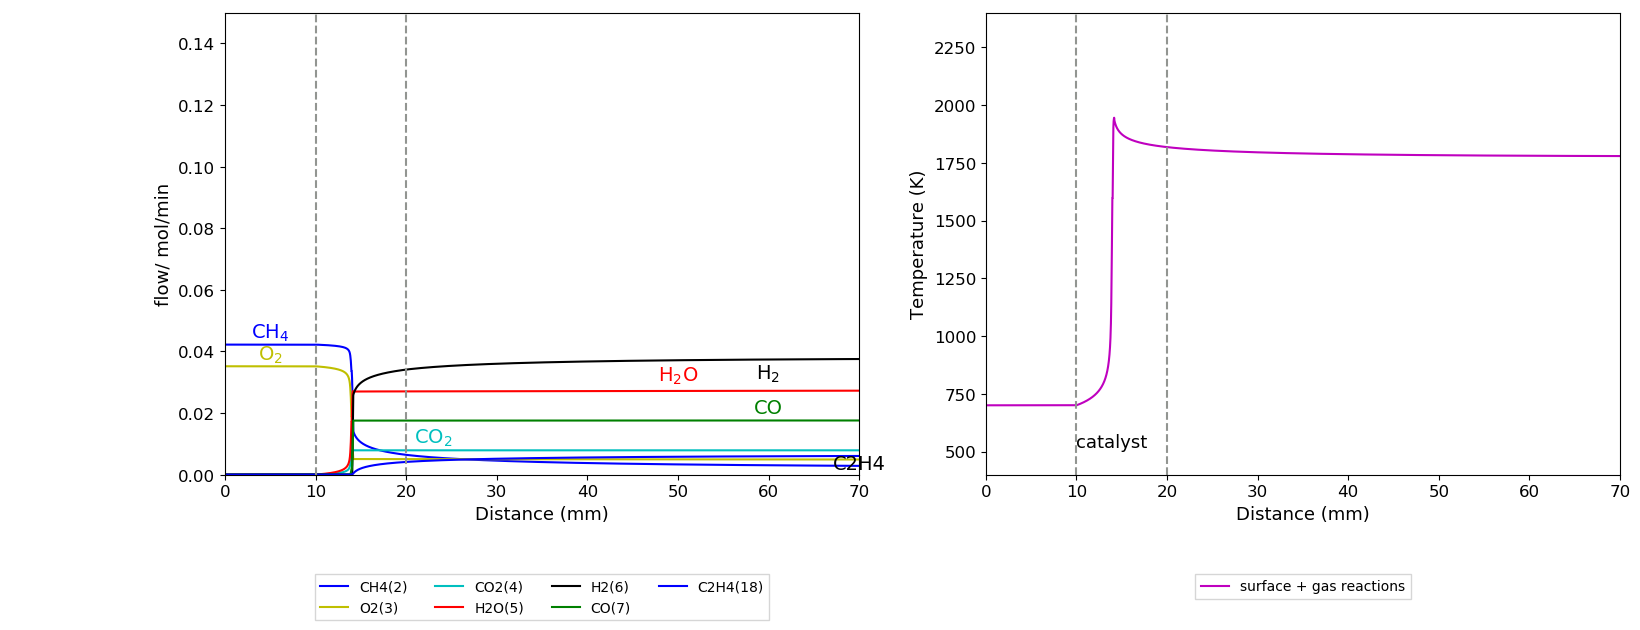 0.14
0.12
0.10
0.08
0.06
0.04
0.02
0.00
flow/ mol/min
CH₄
O₂
H₂O
H₂
CO
CO₂
C2H4
0 10 20 30 40 50 60 70
Distance (mm)
CH4(2) CO2(4) H2(6) C2H4(18)
O2(3) H2O(5) CO(7)
2250
2000
1750
1500
1250
1000
750
500
Temperature (K)
catalyst
0 10 20 30 40 50 60 70
Distance (mm)
surface + gas reactions